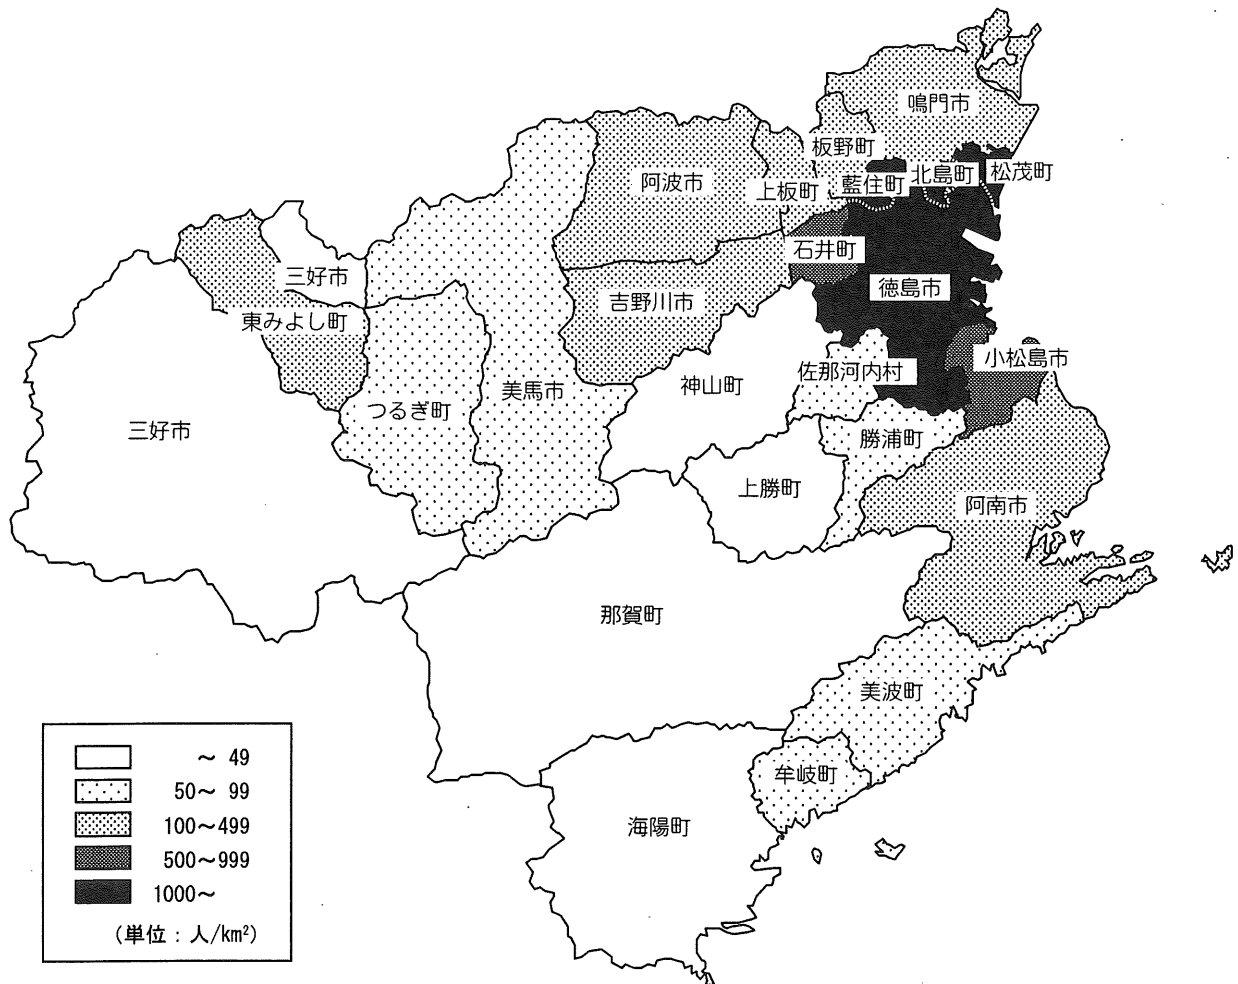 鳴門市
板野町
阿波市
上板町
藍住町
北島町
松茂町
石井町
三好市
徳島市
吉野川市
東みよし町
小松島市
佐那河内村
神山町
美馬市
つるぎ町
三好市
勝浦町
上勝町
阿南市
那賀町
美波町
牟岐町
海陽町
～ 49
50～ 99
100～499
500～999
1000～
(単位：人/km²)